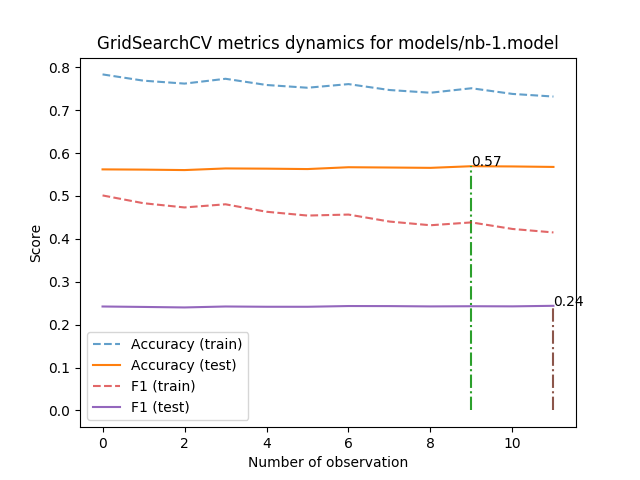 GridSearchCV metrics dynamics for models/nb-1.model
Score
0.8
0.7
0.6
0.5
0.4
0.3
0.2
0.1
0.0
0.57
0.24
Accuracy (train)
Accuracy (test)
F1 (train)
F1 (test)
0 2 4 6 8 10
Number of observation